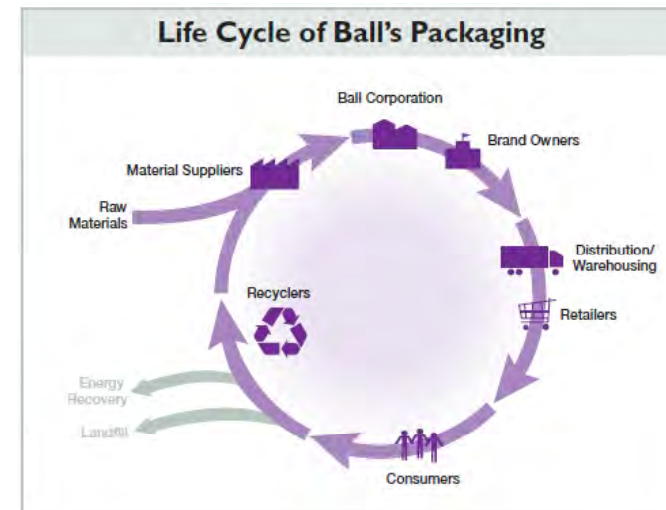 Life Cycle of Ball's Packaging
Ball Corporation
Brand Owners
Material Suppliers
Raw
Materials
Distribution/
Warehousing
Recyclers
Retailers
Energy
Recovery
Landfill
Consumers